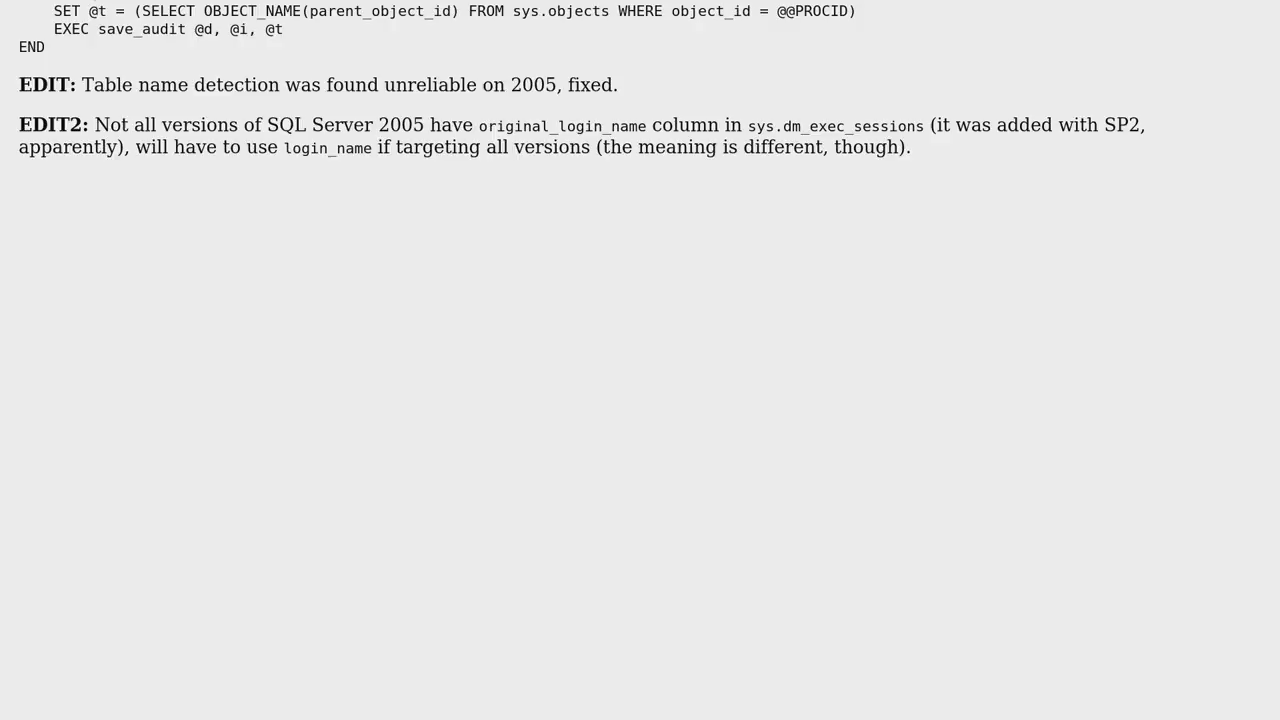 SET @t = (SELECT OBJECT_NAME(parent_object_id) FROM sys.objects WHERE object_id = @@PROCID)
EXEC save_audit @d, @i, @t
END
EDIT: Table name detection was found unreliable on 2005, fixed.
EDIT2: Not all versions of SQL Server 2005 have original_login_name column in sys.dm_exec_sessions (it was added with SP2,
apparently), will have to use login_name if targeting all versions (the meaning is different, though).